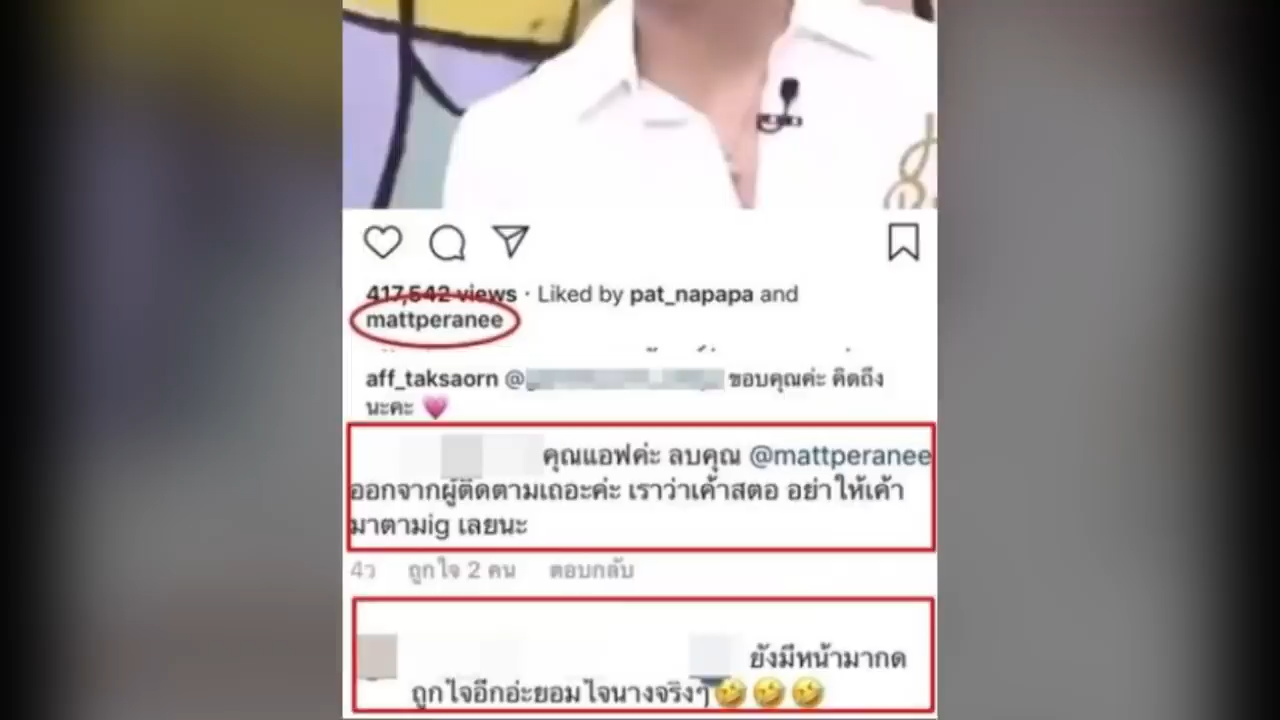 417,542 views · Liked by pat_napapa and
mattperanee
aff_taksaorn @ ขอบคุณค่ะ คิดถึง
นะคะ 💗
คุณแอฟค่ะ ลบคุณ @mattperanee
ออกจากผู้ติดตามเถอะค่ะ เราว่าเค้าสตอ อย่าให้เค้า
มาตามig เลยนะ
4ว ถูกใจ 2 คน ตอบกลับ
ยังมีหน้ามากด
ถูกใจอีกอ่ะยอมใจนางจริงๆ🤣🤣🤣